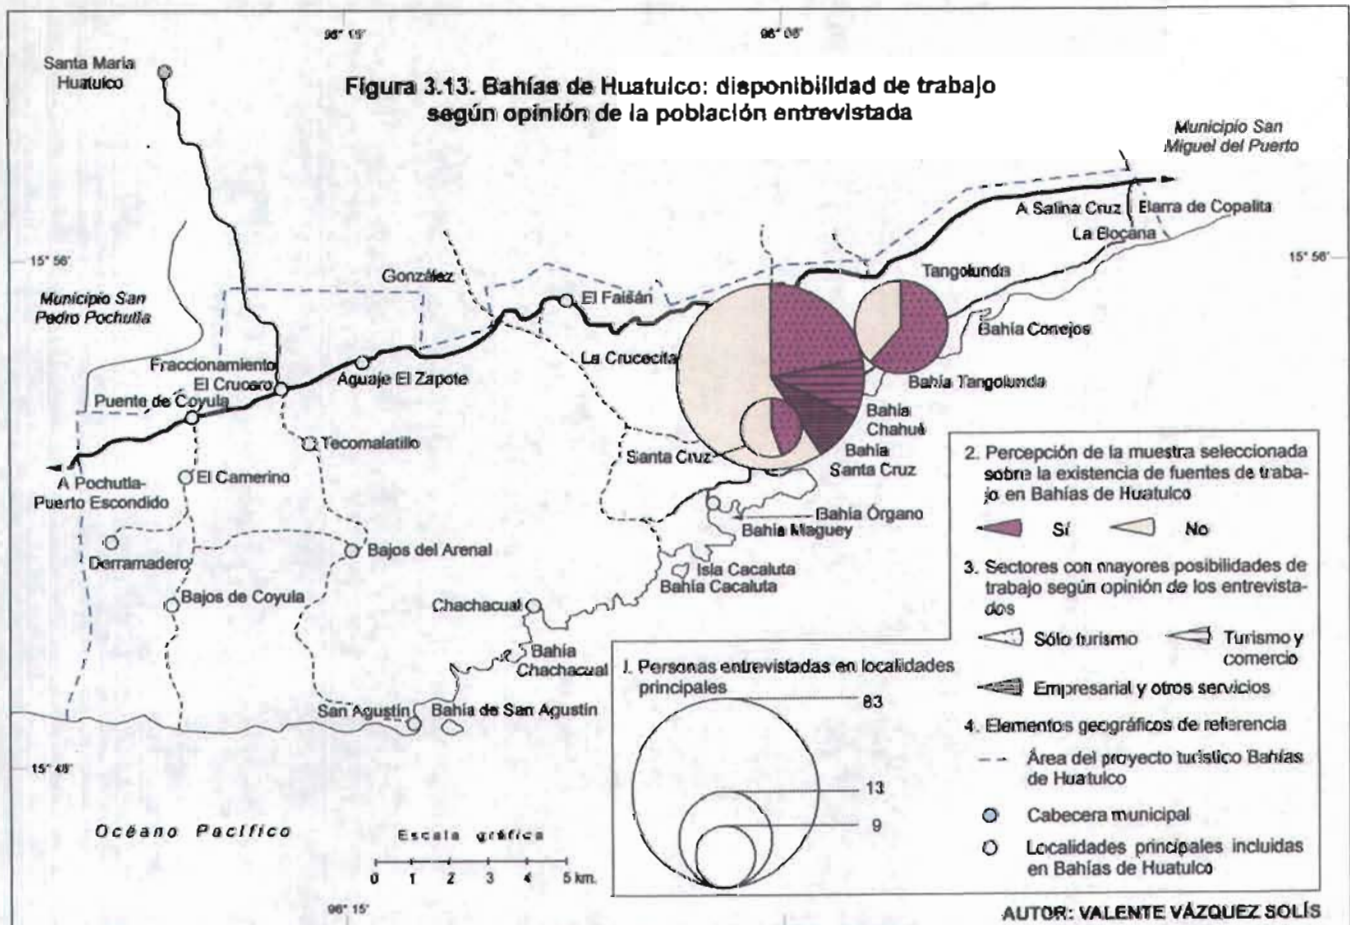 96° 15'
96° 06'
Santa María
Huatulco
Figura 3.13. Bahías de Huatulco: disponibilidad de trabajo
según opinión de la población entrevistada
Municipio San
Miguel del Puerto
A Salina Cruz
Barra de Copalita
La Bocana
15° 56'
15° 56'
González
Tangolunda
Municipio San
Pedro Pochutla
El Faisán
Bahía Conejos
La Crucecita
Fraccionamiento
El Crucero
Aguaje El Zapote
Bahía Tangolunda
Puente de Coyula
Bahía
Chahué
Tecomalatillo
Santa Cruz
Bahía
Santa Cruz
A Pochutla-
Puerto Escondido
El Camerino
Bahía Órgano
Bahía Maguey
Derramadero
Bajos del Arenal
Isla Cacaluta
Bahía Cacaluta
Bajos de Coyula
Chachacual
Bahía
Chachacual
San Agustín
Bahía de San Agustín
15° 48'
Océano Pacífico
Escala gráfica
0 1 2 3 4 5 km.
96° 15'
1. Personas entrevistadas en localidades
principales
83
13
9
2. Percepción de la muestra seleccionada
sobre la existencia de fuentes de traba-
jo en Bahías de Huatulco
Sí No
3. Sectores con mayores posibilidades de
trabajo según opinión de los entrevista-
dos
Sólo turismo
Turismo y
comercio
Empresarial y otros servicios
4. Elementos geográficos de referencia
Área del proyecto turístico Bahías
de Huatulco
Cabecera municipal
Localidades principales incluidas
en Bahías de Huatulco
AUTOR: VALENTE VÁZQUEZ SOLÍS